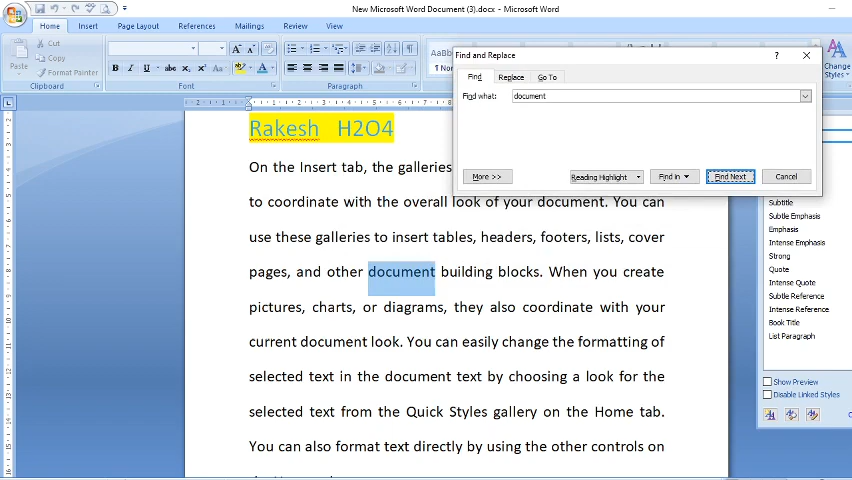 New Microsoft Word Document (3).docx - Microsoft Word
Home Insert Page Layout References Mailings Review View
Cut
Copy
Format Painter
Paste
Clipboard Font Paragraph
Change
Styles
Find and Replace
Find Replace Go To
Find what: document
More >> Reading Highlight Find in Find Next Cancel
Rakesh H2O4
On the Insert tab, the galleries
to coordinate with the overall look of your document. You can
use these galleries to insert tables, headers, footers, lists, cover
pages, and other document building blocks. When you create
pictures, charts, or diagrams, they also coordinate with your
current document look. You can easily change the formatting of
selected text in the document text by choosing a look for the
selected text from the Quick Styles gallery on the Home tab.
You can also format text directly by using the other controls on
Subtitle
Subtle Emphasis
Emphasis
Intense Emphasis
Strong
Quote
Intense Quote
Subtle Reference
Intense Reference
Book Title
List Paragraph
Show Preview
Disable Linked Styles